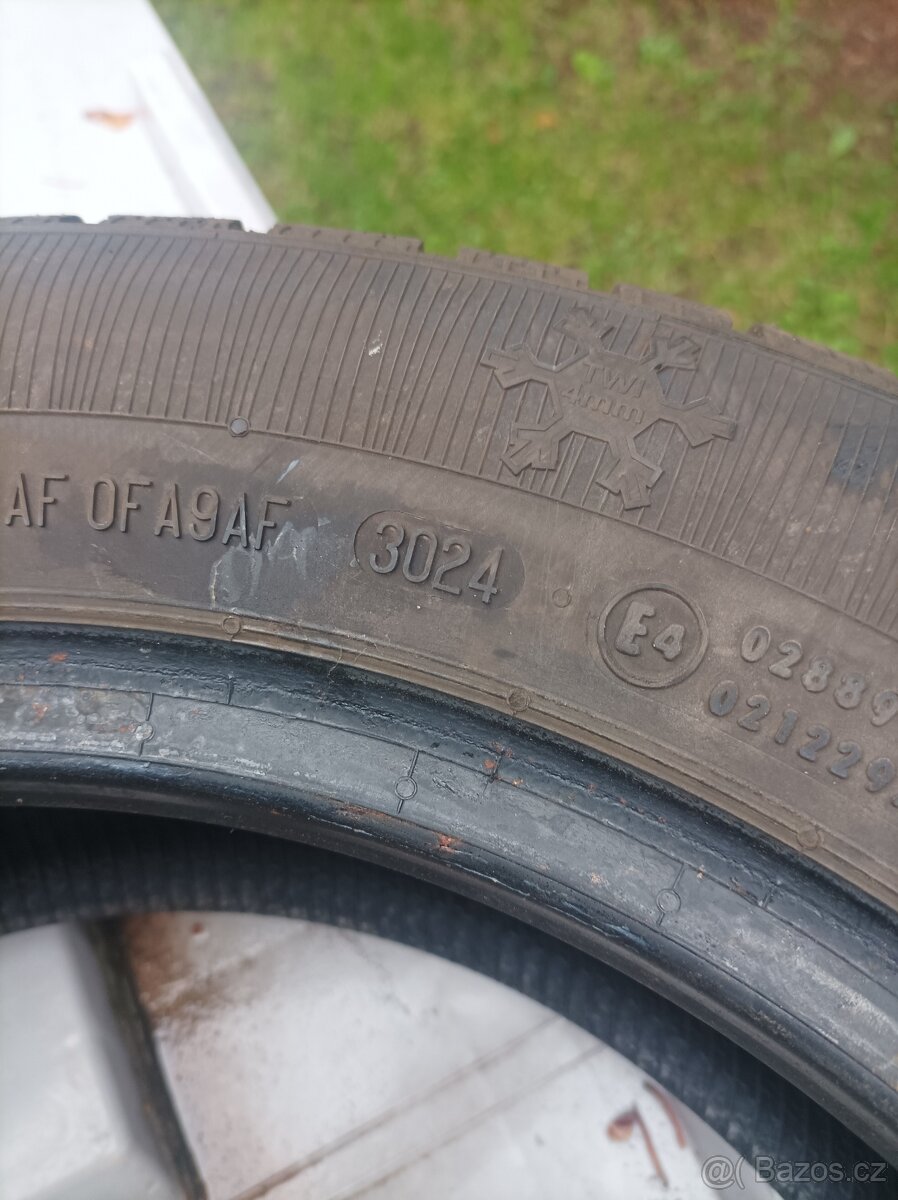 TWI
4mm
AF 0FA9AF 3024
E4
02889
021229
@( Bazos.cz